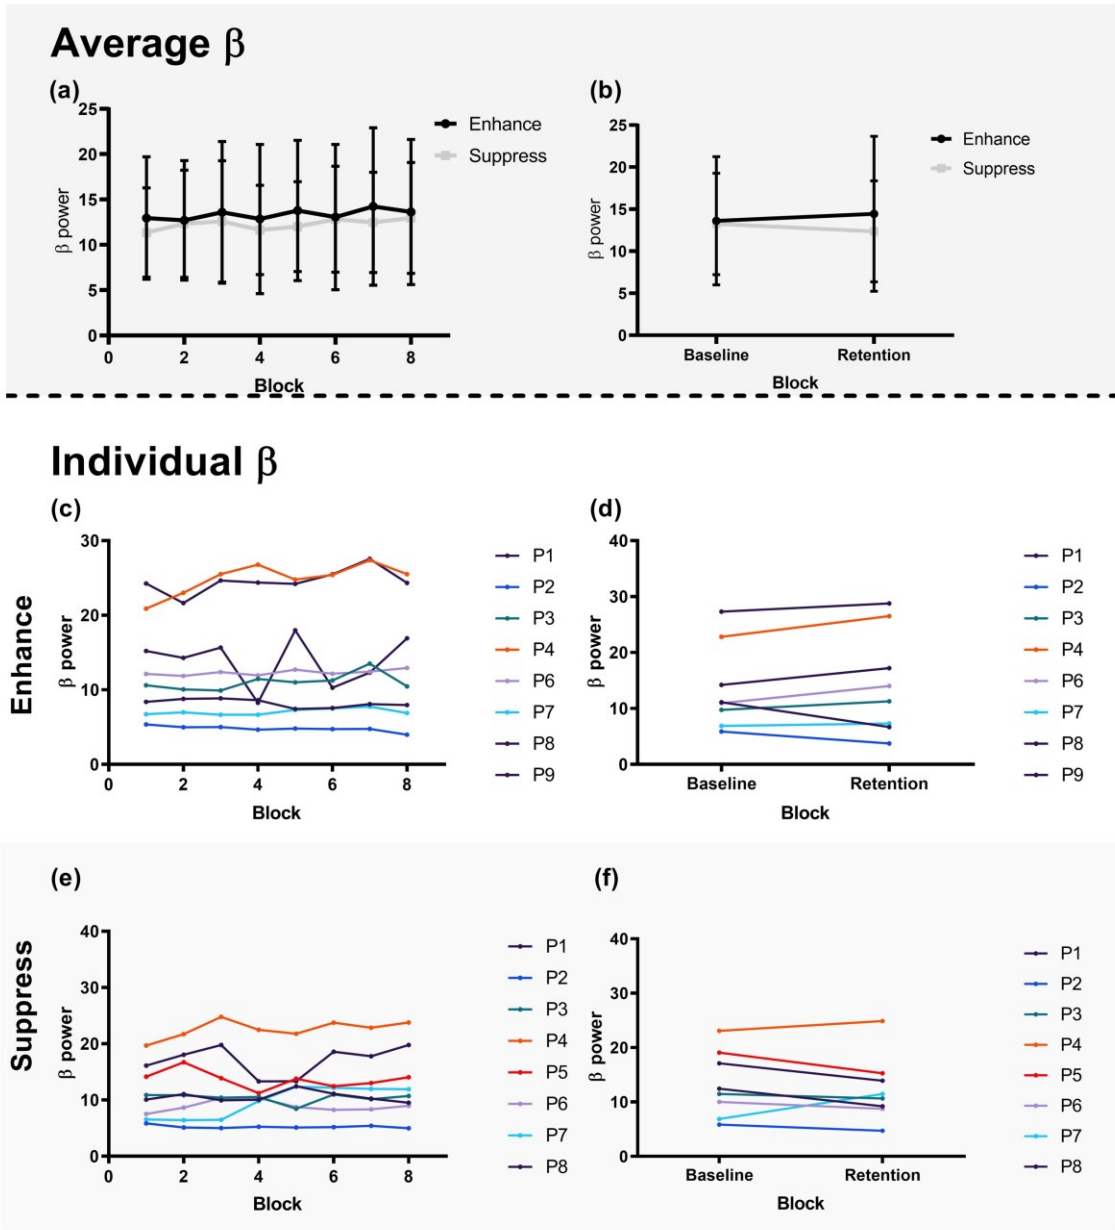 Average β
(a)
25
20
15
10
5
0
β power
0 2 4 6 8
Block
Enhance
Suppress
(b)
25
20
15
10
5
0
β power
Baseline Retention
Block
Enhance
Suppress
Individual β
Enhance
(c)
30
20
10
0
β power
0 2 4 6 8
Block
P1
P2
P3
P4
P6
P7
P8
P9
(d)
40
30
20
10
0
β power
Baseline Retention
Block
P1
P2
P3
P4
P6
P7
P8
P9
Suppress
(e)
40
30
20
10
0
β power
0 2 4 6 8
Block
P1
P2
P3
P4
P5
P6
P7
P8
(f)
40
30
20
10
0
β power
Baseline Retention
Block
P1
P2
P3
P4
P5
P6
P7
P8